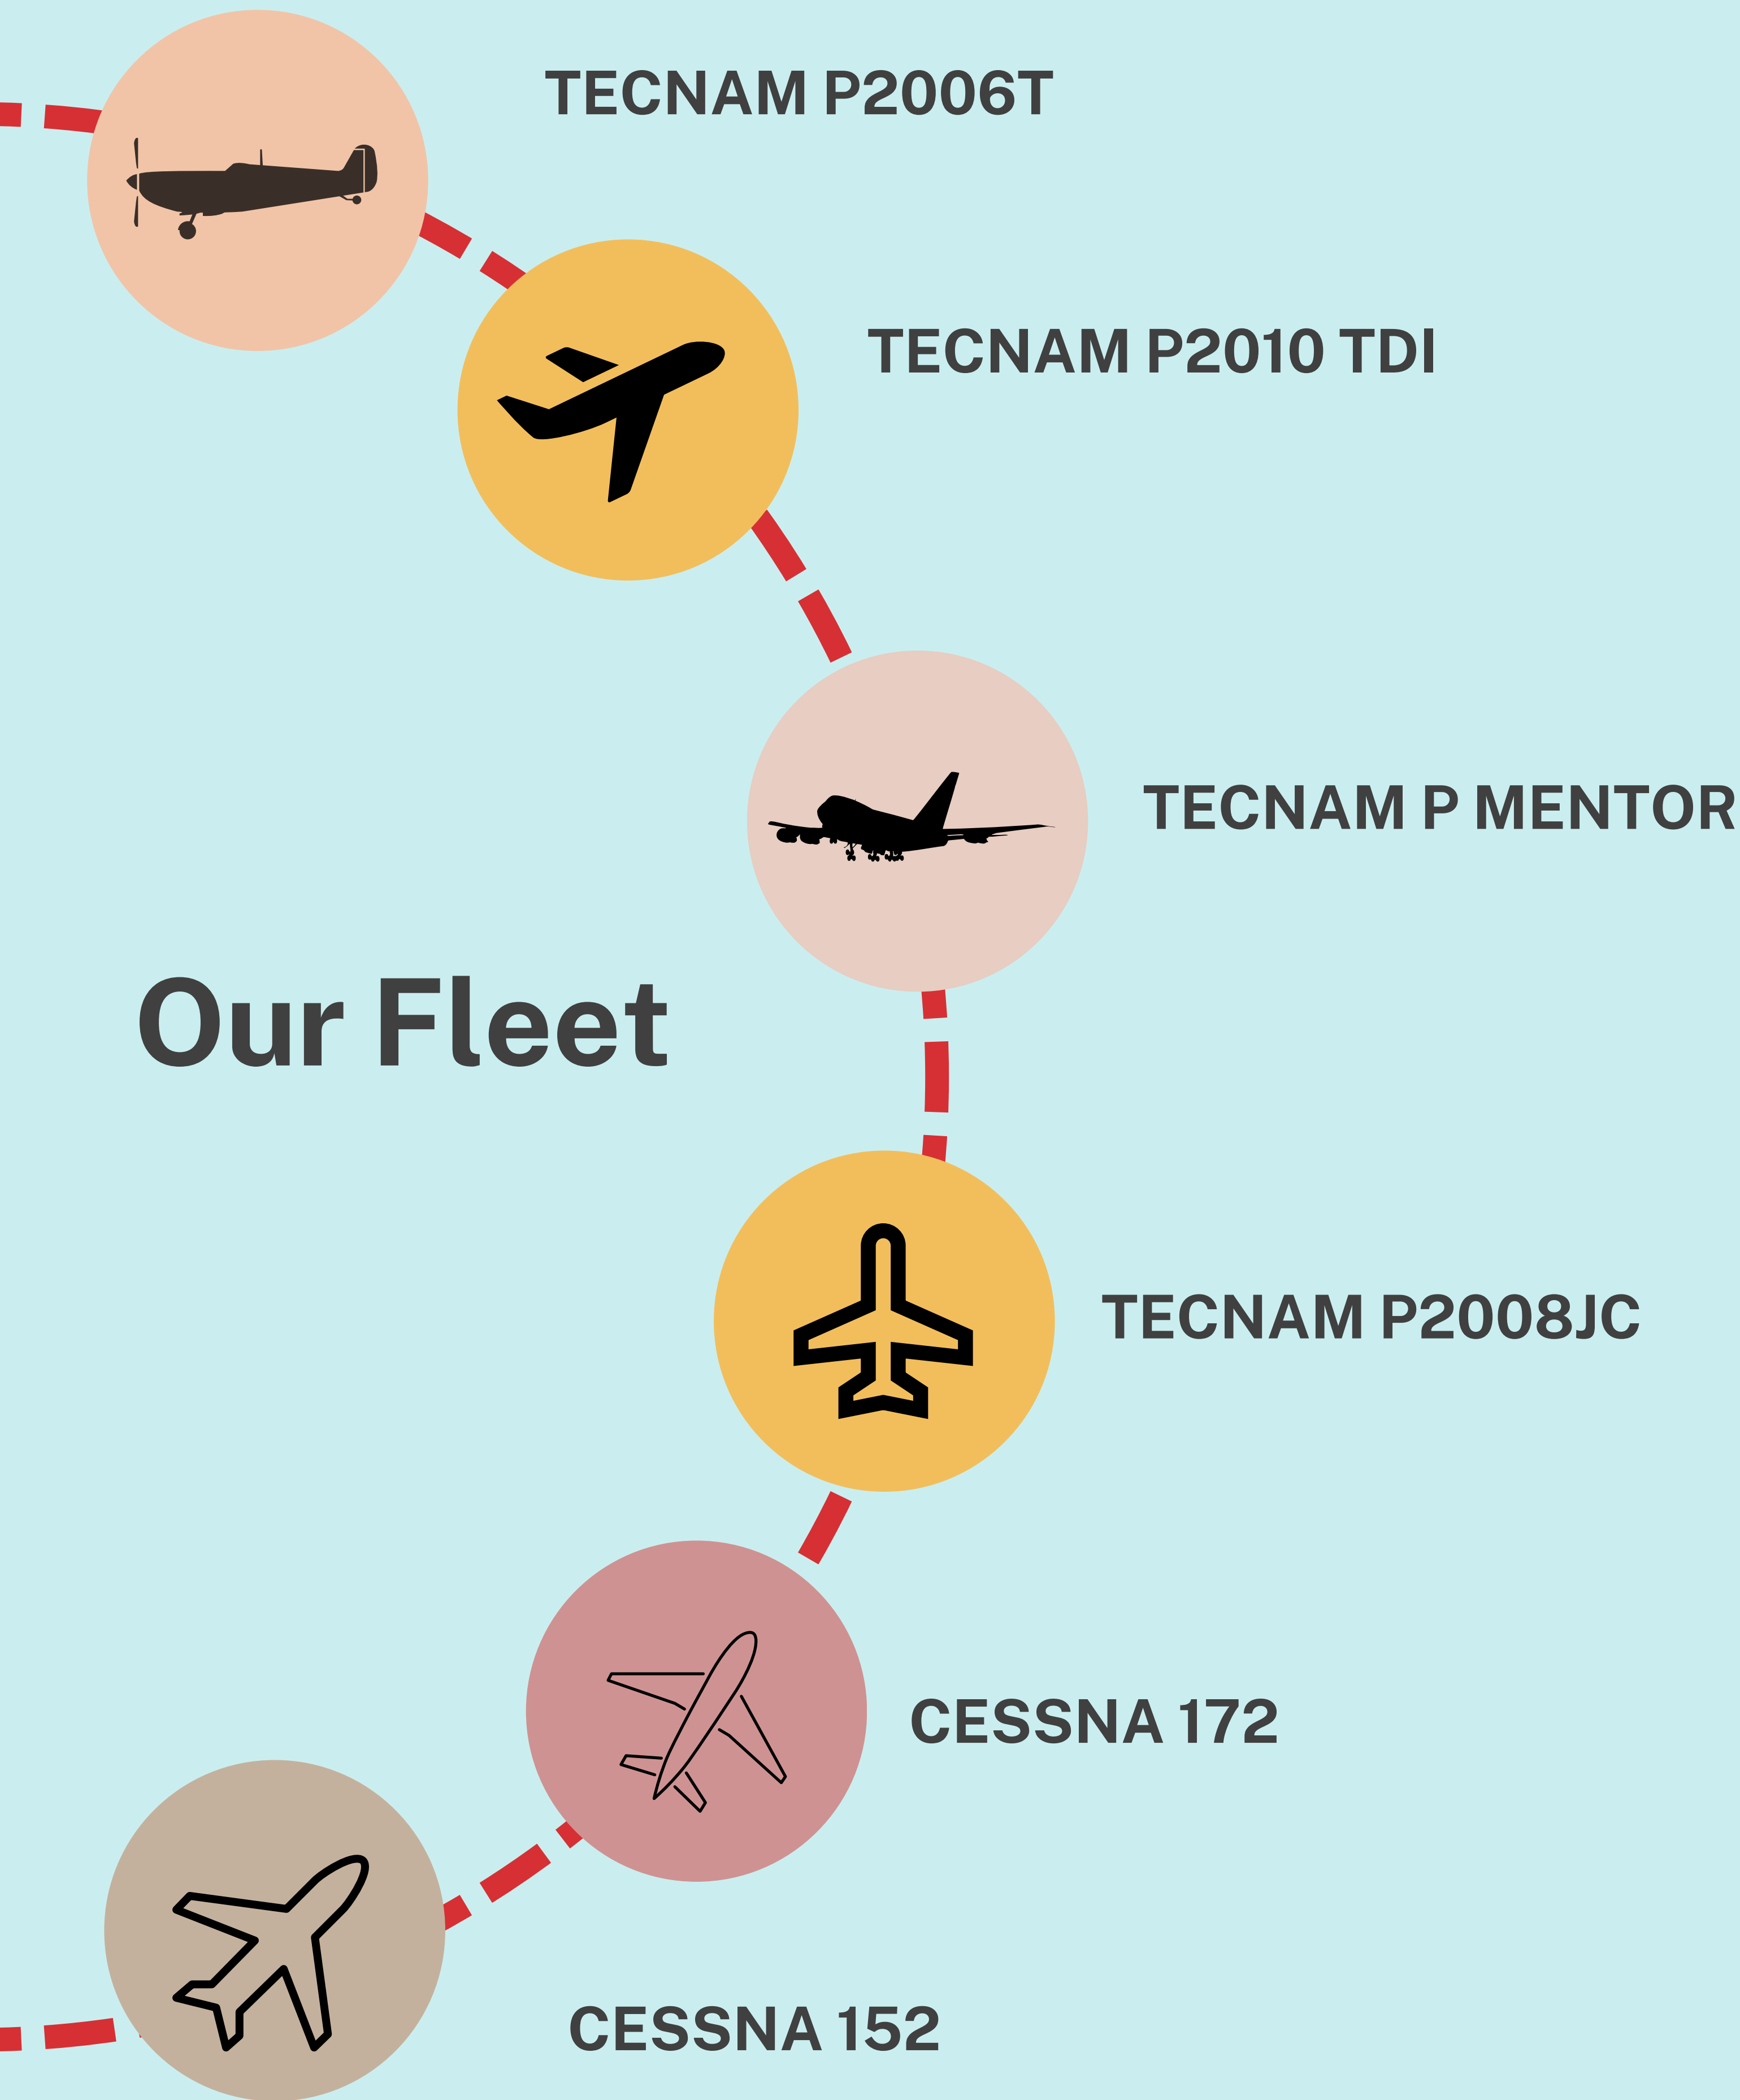 TECNAM P2006T
TECNAM P2010 TDI
TECNAM P MENTOR
Our Fleet
TECNAM P2008JC
CESSNA 172
CESSNA 152